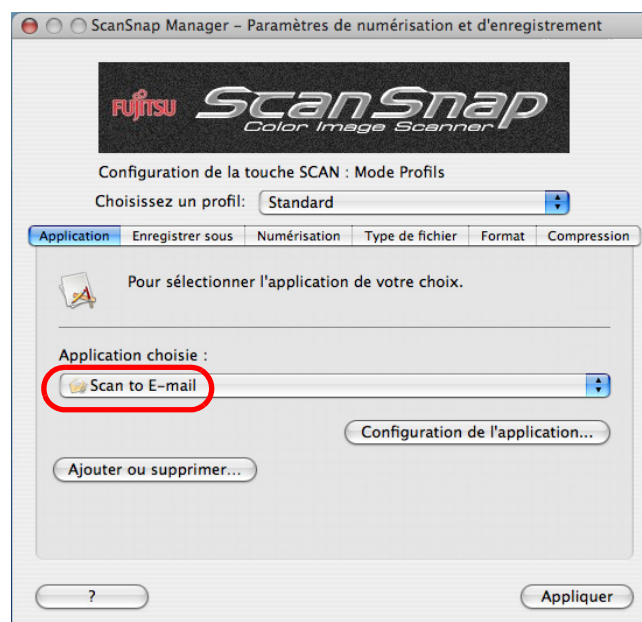 ScanSnap Manager – Paramètres de numérisation et d'enregistrement
FUJITSU ScanSnap
Color Image Scanner
Configuration de la touche SCAN : Mode Profils
Choisissez un profil: Standard
Application Enregistrer sous Numérisation Type de fichier Format Compression
Pour sélectionner l'application de votre choix.
Application choisie :
Scan to E-mail
Configuration de l'application...
Ajouter ou supprimer...
? Appliquer